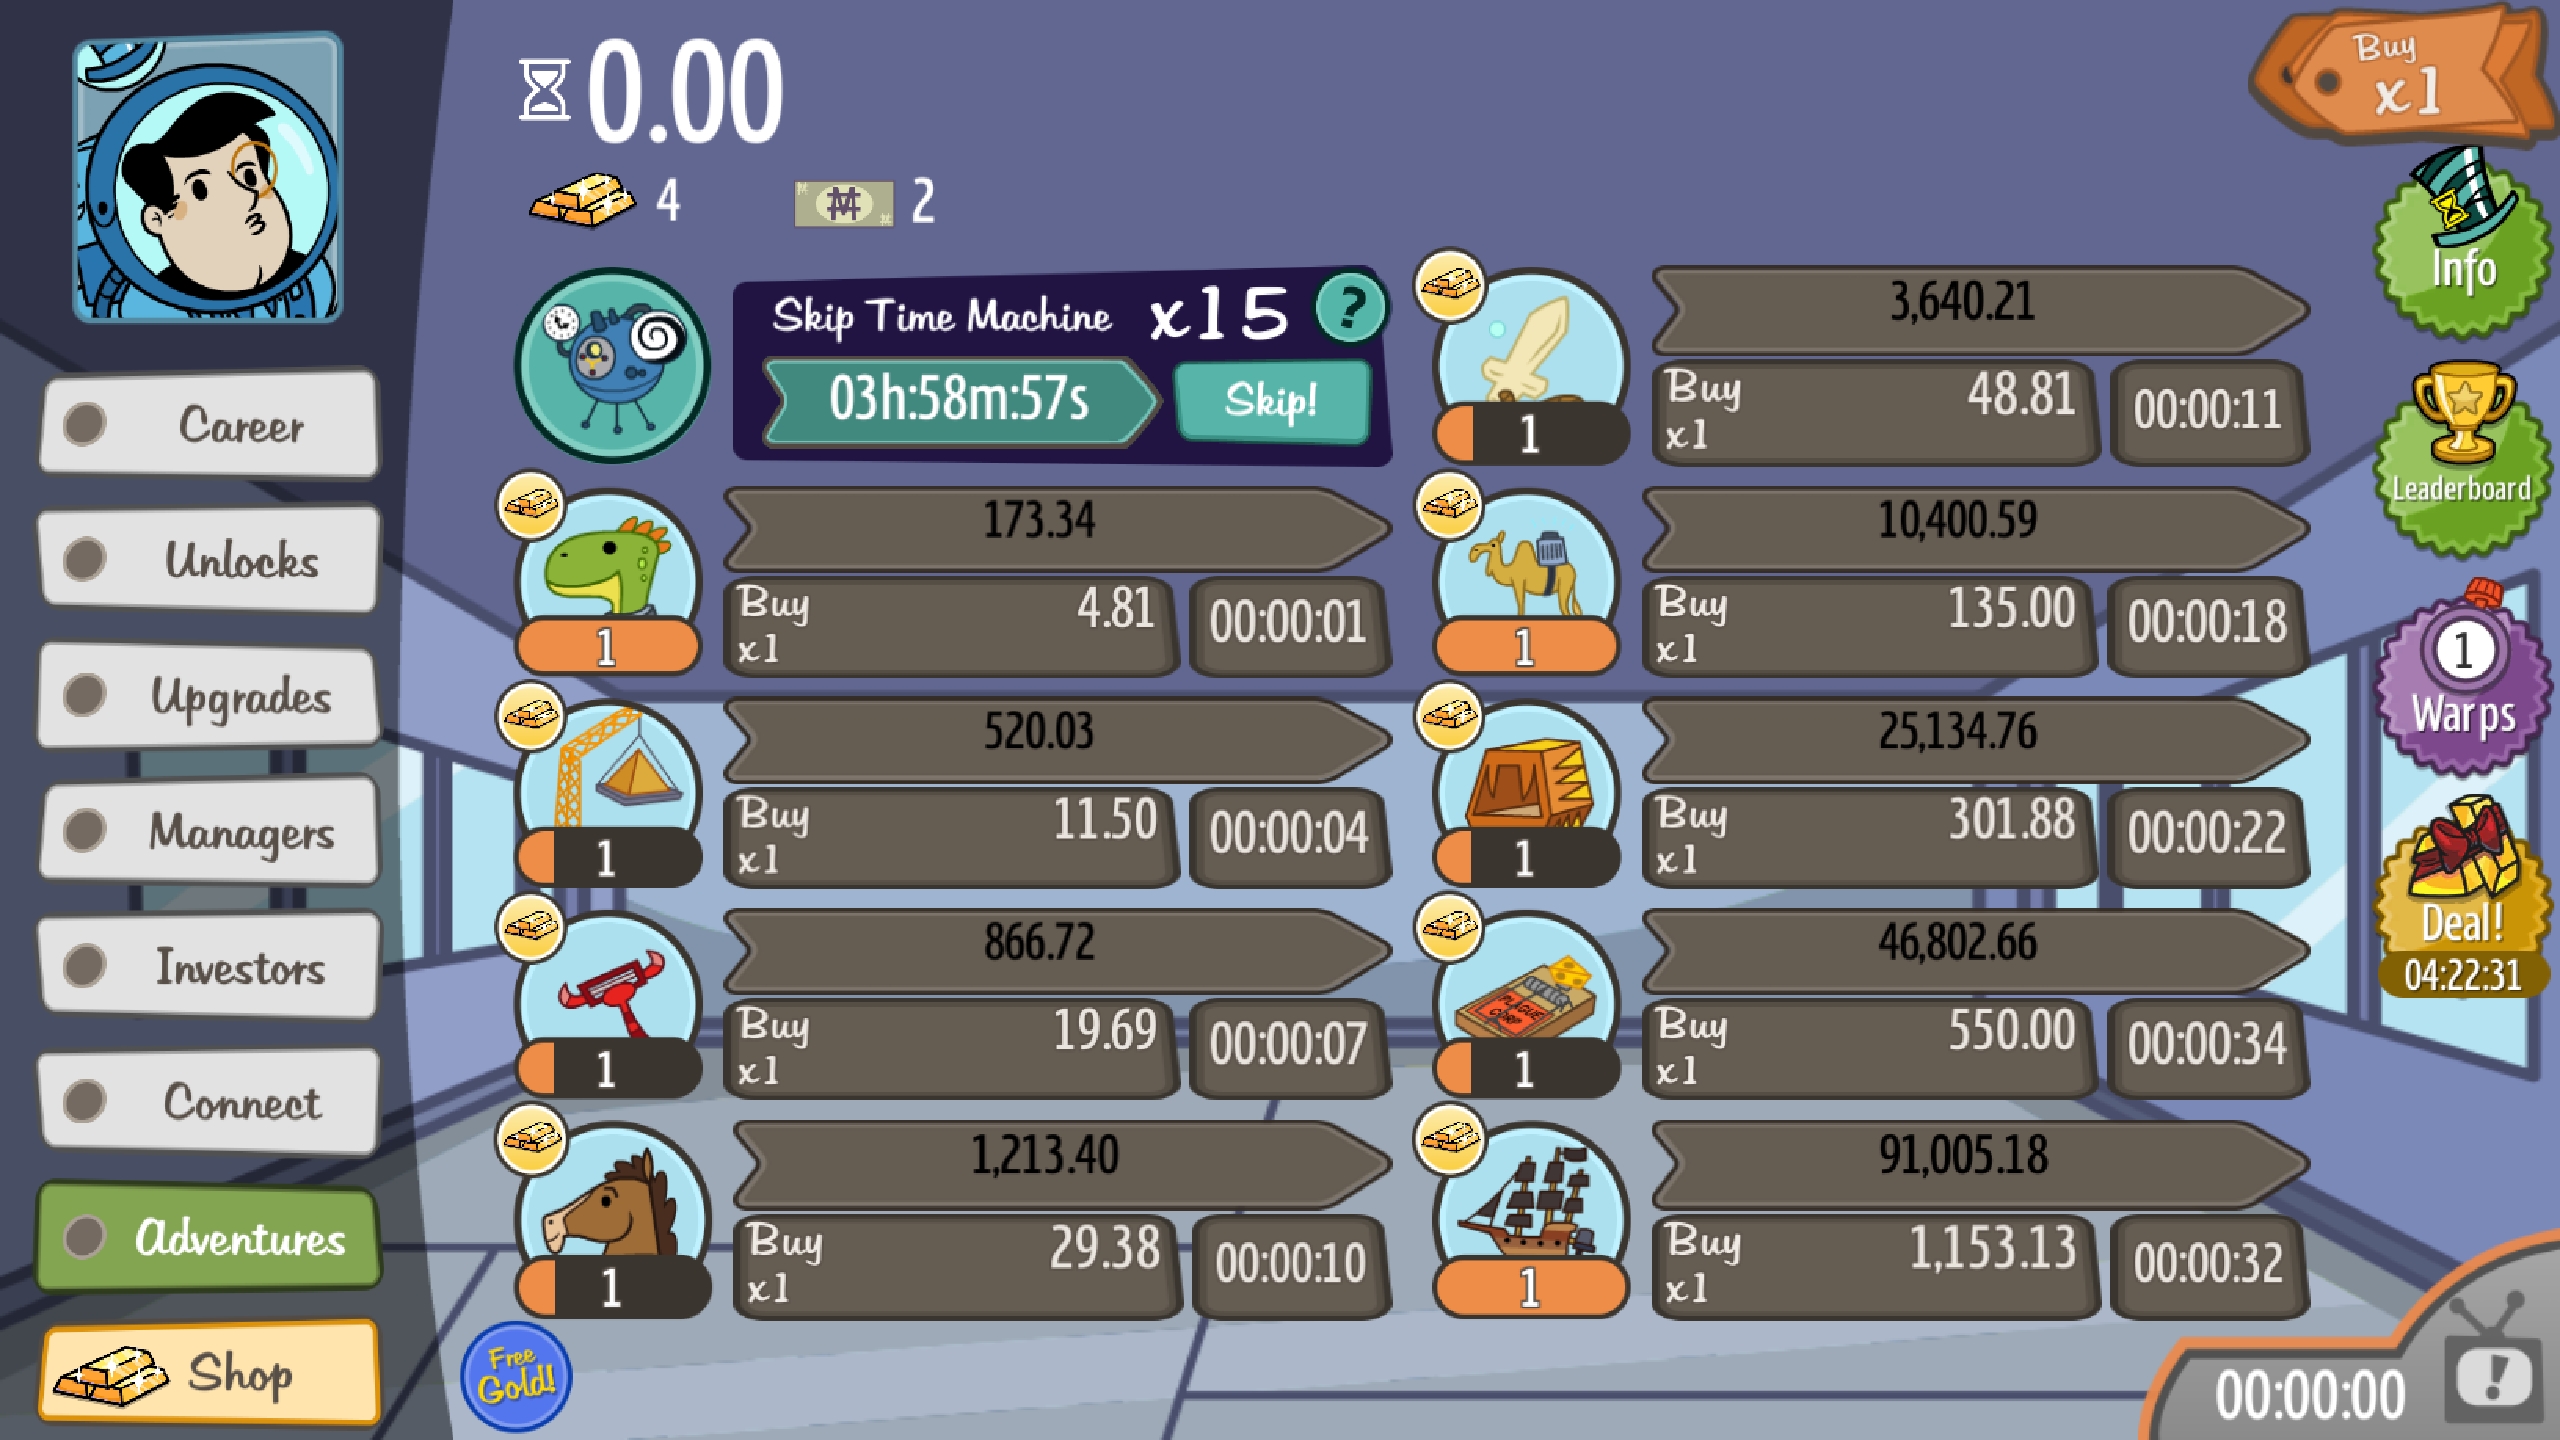 0.00
4
2
Buy
x1
Career
Unlocks
Upgrades
Managers
Investors
Connect
Adventures
Shop
Skip Time Machine x15 ?
03h:58m:57s Skip!
173.34
Buy
x1
4.81
00:00:01
1
520.03
Buy
x1
11.50
00:00:04
1
866.72
Buy
x1
19.69
00:00:07
1
1,213.40
Buy
x1
29.38
00:00:10
1
3,640.21
Buy
x1
48.81
00:00:11
1
10,400.59
Buy
x1
135.00
00:00:18
1
25,134.76
Buy
x1
301.88
00:00:22
1
46,802.66
Buy
x1
550.00
00:00:34
PLAGUE
CORP
1
91,005.18
Buy
x1
1,153.13
00:00:32
1
Info
Leaderboard
1
Warps
Deal!
04:22:31
Free
Gold!
00:00:00
!